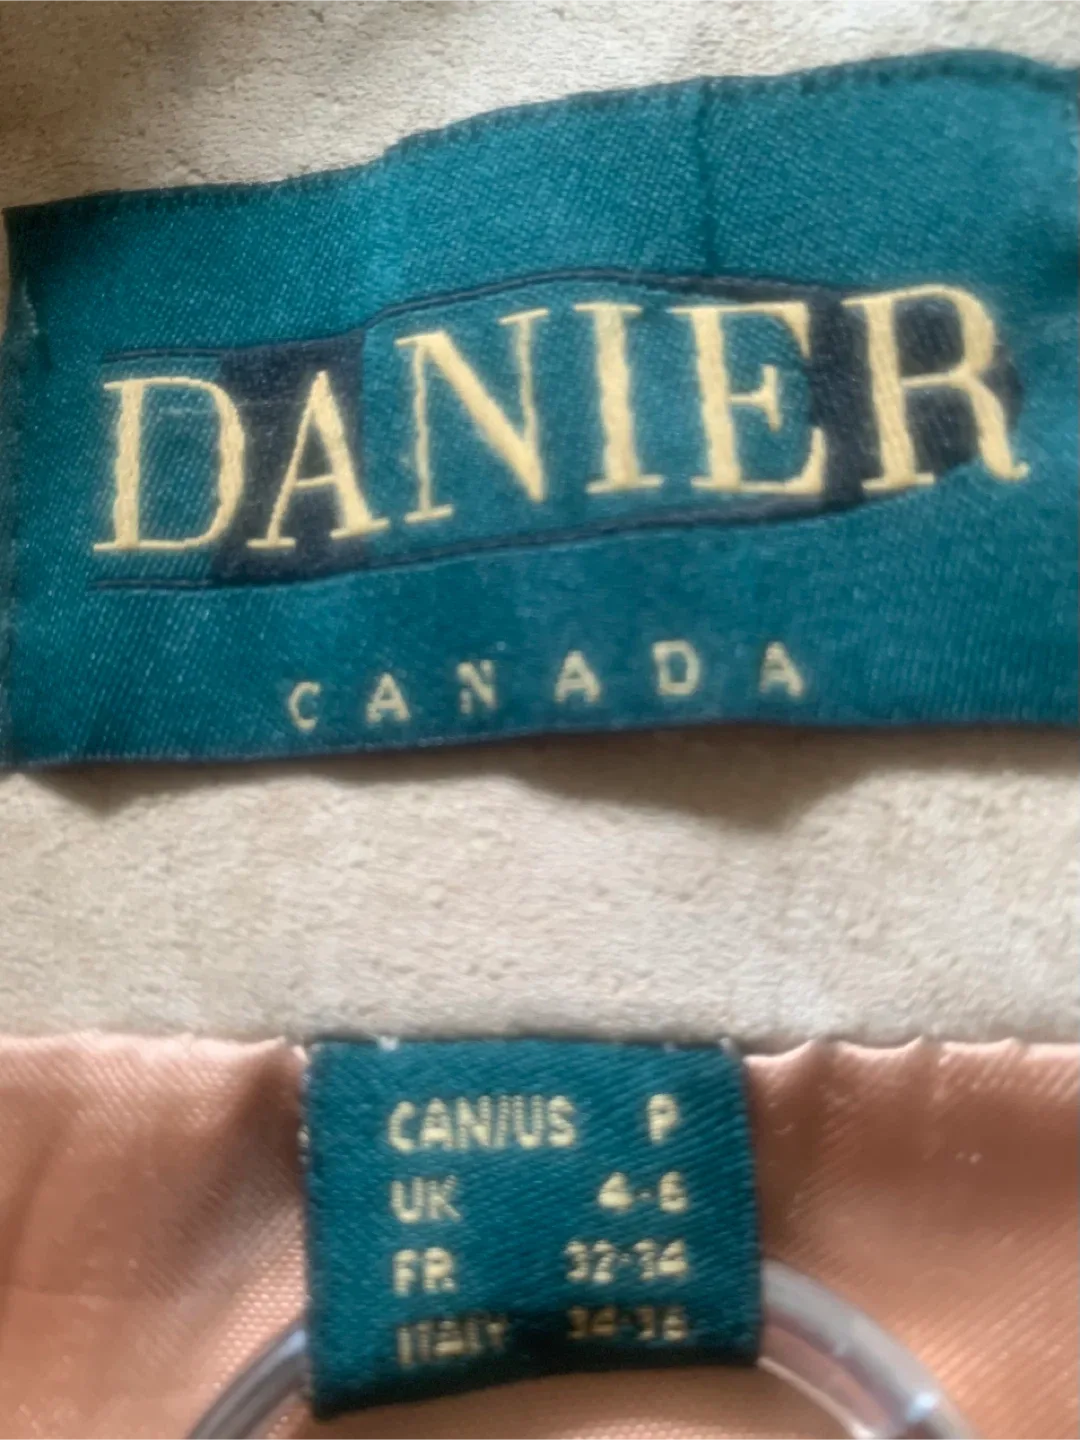 DANIER
CANADA
CAN/US P
UK 4-6
FR 32-34
ITALY 34-36